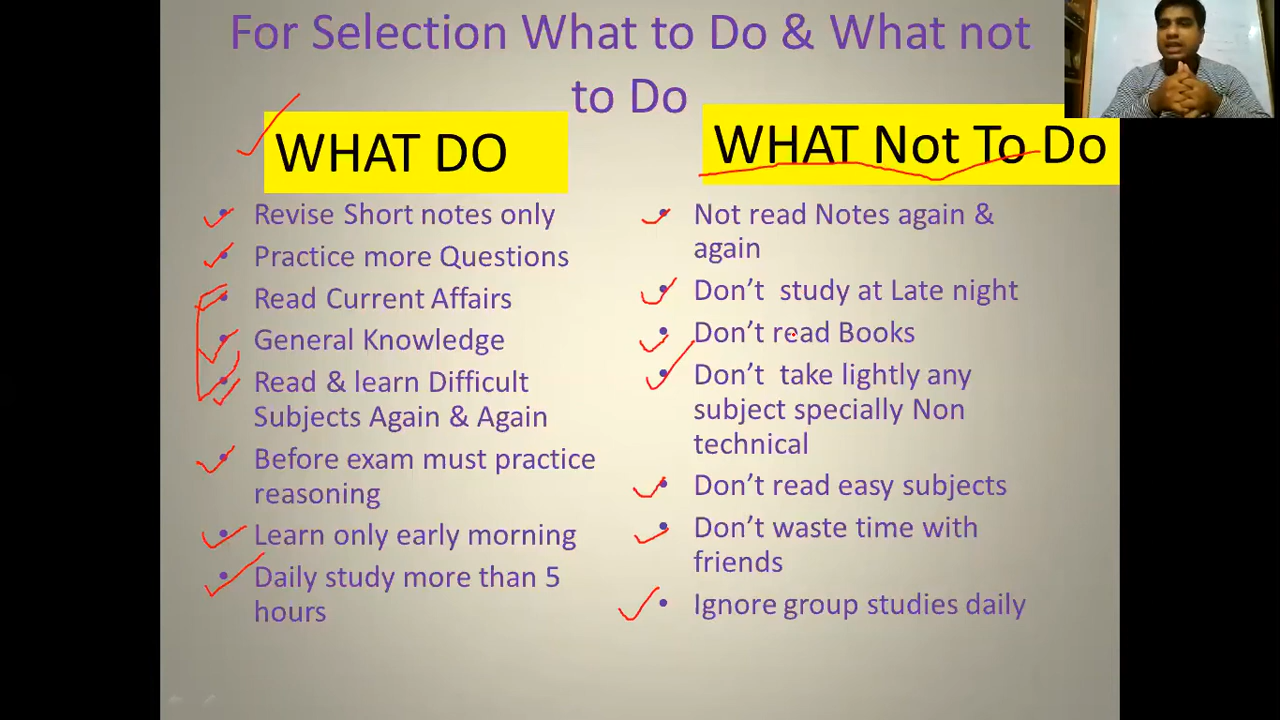 For Selection What to Do & What not
to Do
WHAT DO
Revise Short notes only
Practice more Questions
Read Current Affairs
General Knowledge
Read & learn Difficult
Subjects Again & Again
Before exam must practice
reasoning
Learn only early morning
Daily study more than 5
hours
WHAT Not To Do
Not read Notes again &
again
Don’t study at Late night
Don’t read Books
Don’t take lightly any
subject specially Non
technical
Don’t read easy subjects
Don’t waste time with
friends
Ignore group studies daily